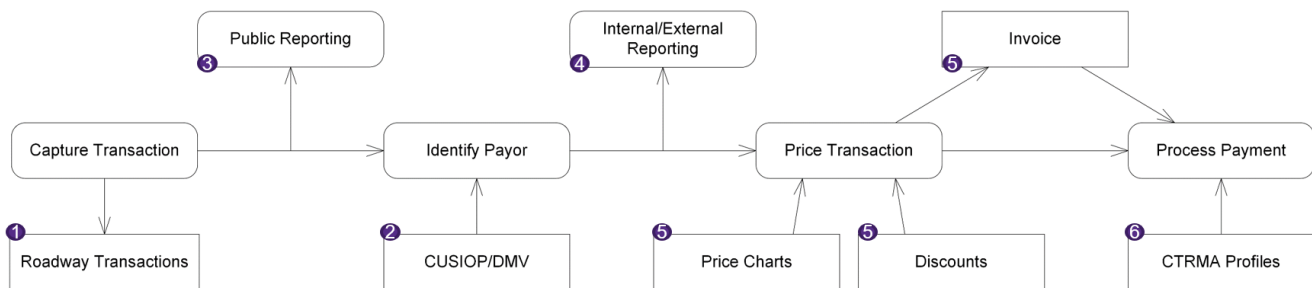 Public Reporting
3
Internal/External
Reporting
4
Invoice
5
Capture Transaction
Identify Payor
Price Transaction
Process Payment
1
Roadway Transactions
2
CUSIOP/DMV
5
Price Charts
5
Discounts
6
CTRMA Profiles